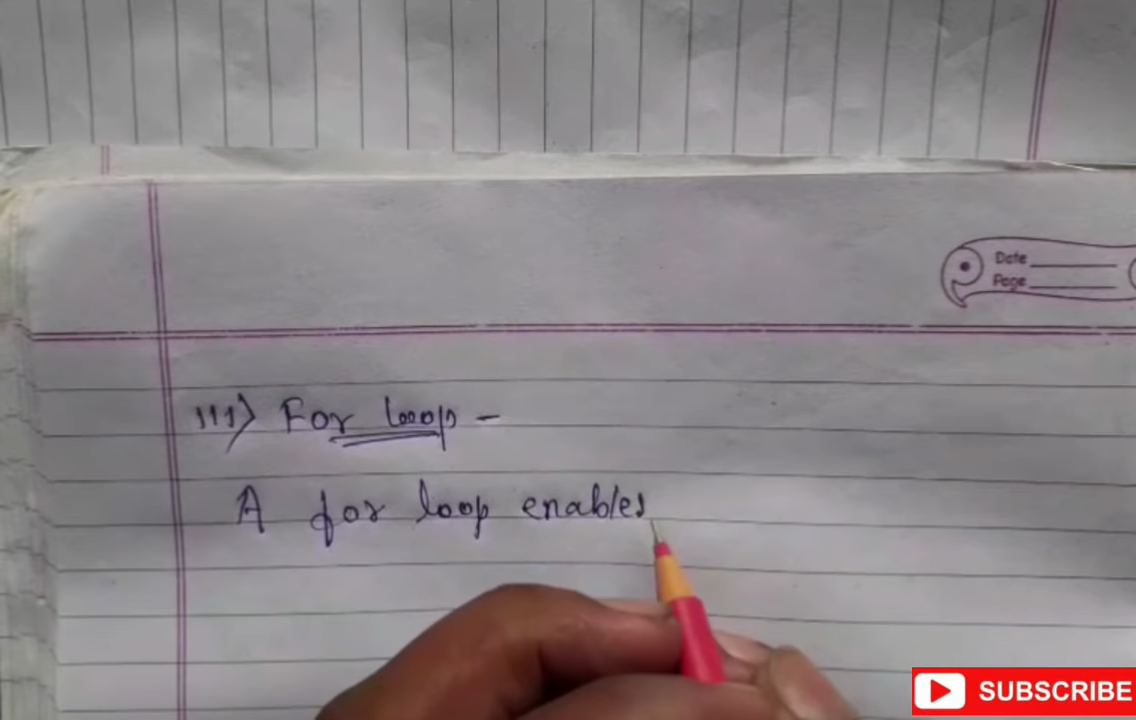 Date
Page
III) For loop -
A for loop enables
SUBSCRIBE